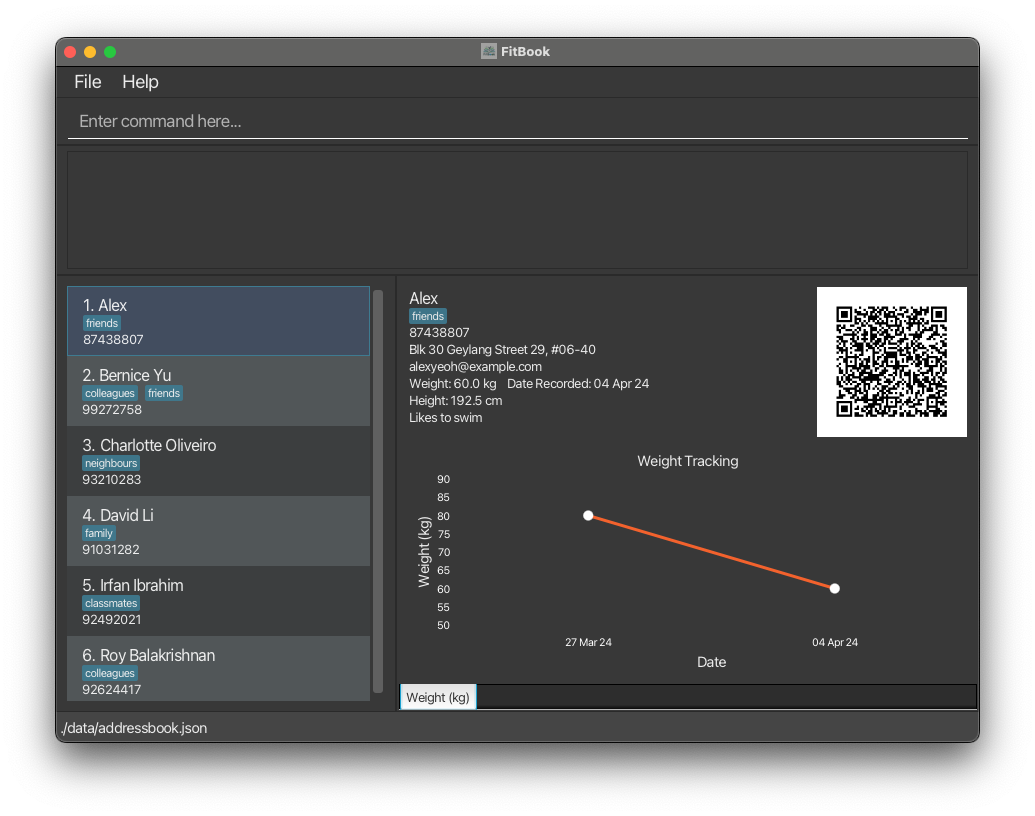 FitBook
File Help
Enter command here...
1. Alex
friends
87438807
2. Bernice Yu
colleagues friends
99272758
3. Charlotte Oliveiro
neighbours
93210283
4. David Li
family
91031282
5. Irfan Ibrahim
classmates
92492021
6. Roy Balakrishnan
colleagues
92624417
Alex
friends
87438807
Blk 30 Geylang Street 29, #06-40
alexyeoh@example.com
Weight: 60.0 kg Date Recorded: 04 Apr 24
Height: 192.5 cm
Likes to swim
Weight Tracking
Weight (kg)
90
85
80
75
70
65
60
55
50
27 Mar 24 04 Apr 24
Date
Weight (kg)
./data/addressbook.json